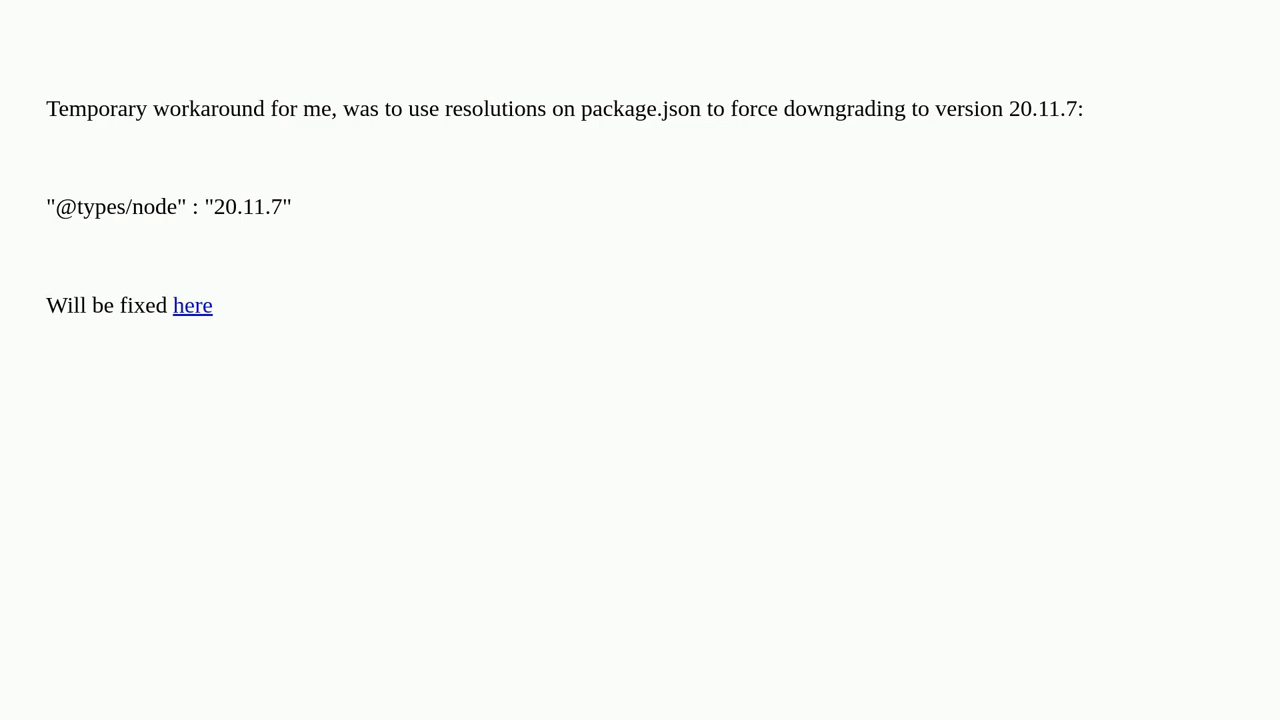 Temporary workaround for me, was to use resolutions on package.json to force downgrading to version 20.11.7:
"@types/node" : "20.11.7"
Will be fixed here